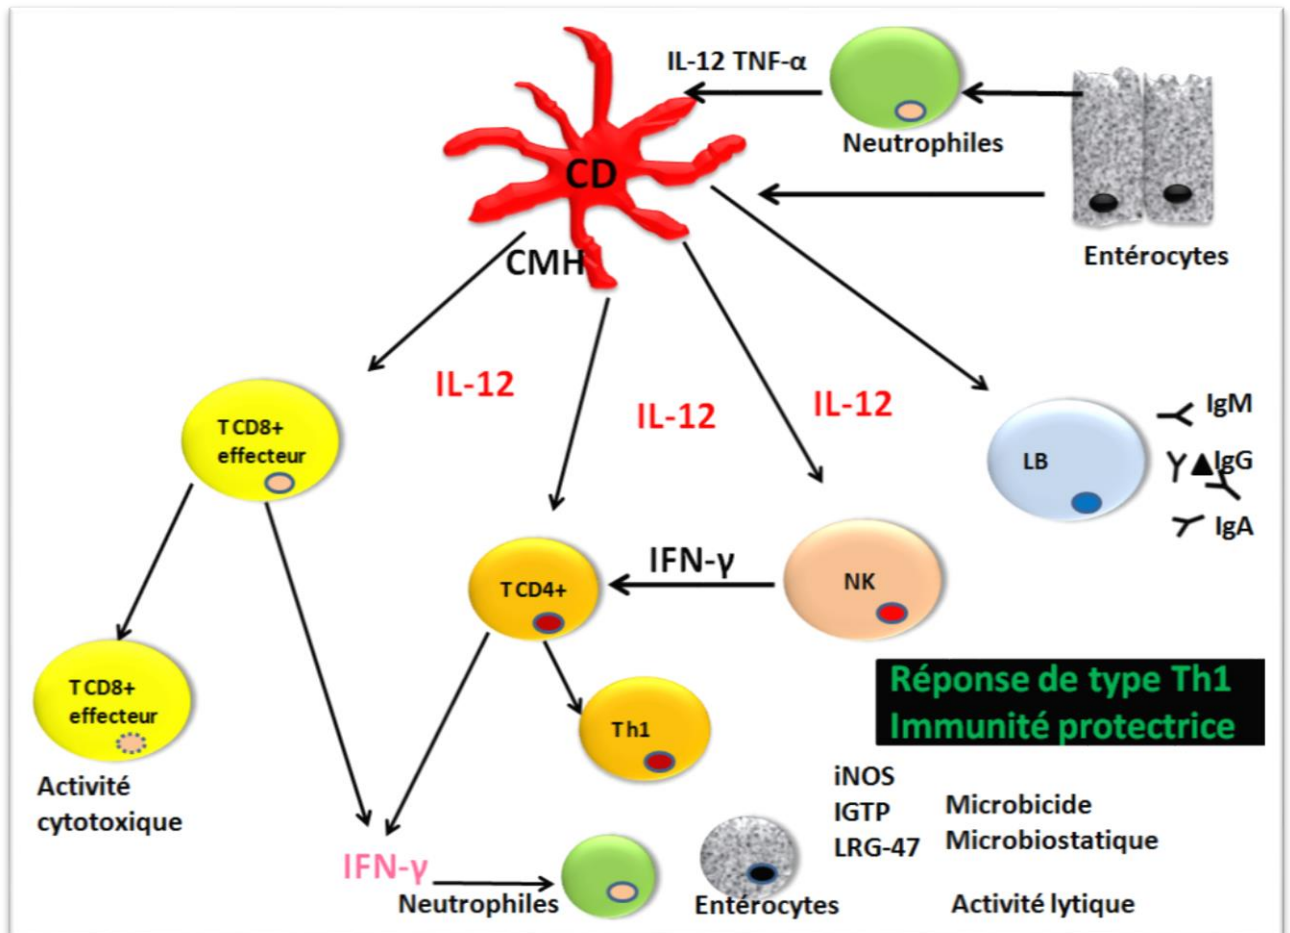 IL-12 TNF-α
Neutrophiles
CD
Entérocytes
CMH
IL-12
IL-12
IL-12
TCD8+
effecteur
LB
IgM
IgG
IgA
TCD4+
IFN-γ
NK
TCD8+
effecteur
Th1
Réponse de type Th1
Immunité protectrice
Activité
cytotoxique
iNOS
IGTP
LRG-47
Microbicide
Microbiostatique
IFN-γ
Neutrophiles
Entérocytes
Activité lytique